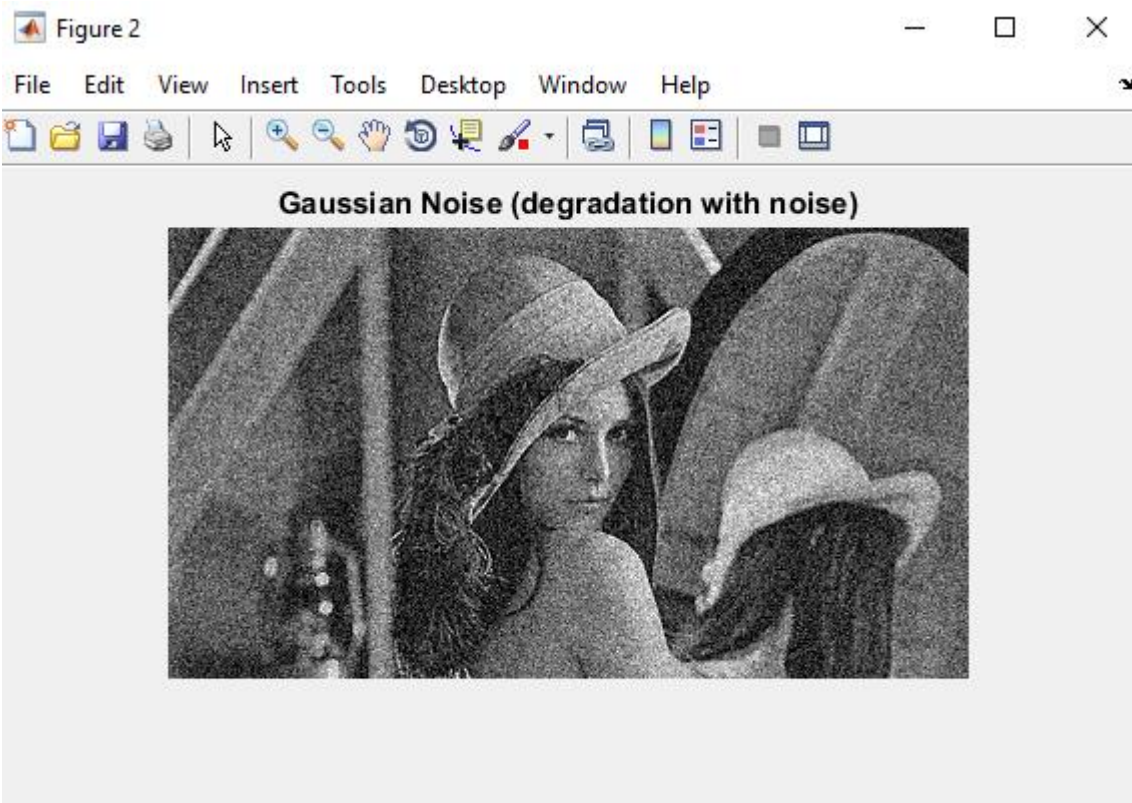 Figure 2
File Edit View Insert Tools Desktop Window Help
Gaussian Noise (degradation with noise)